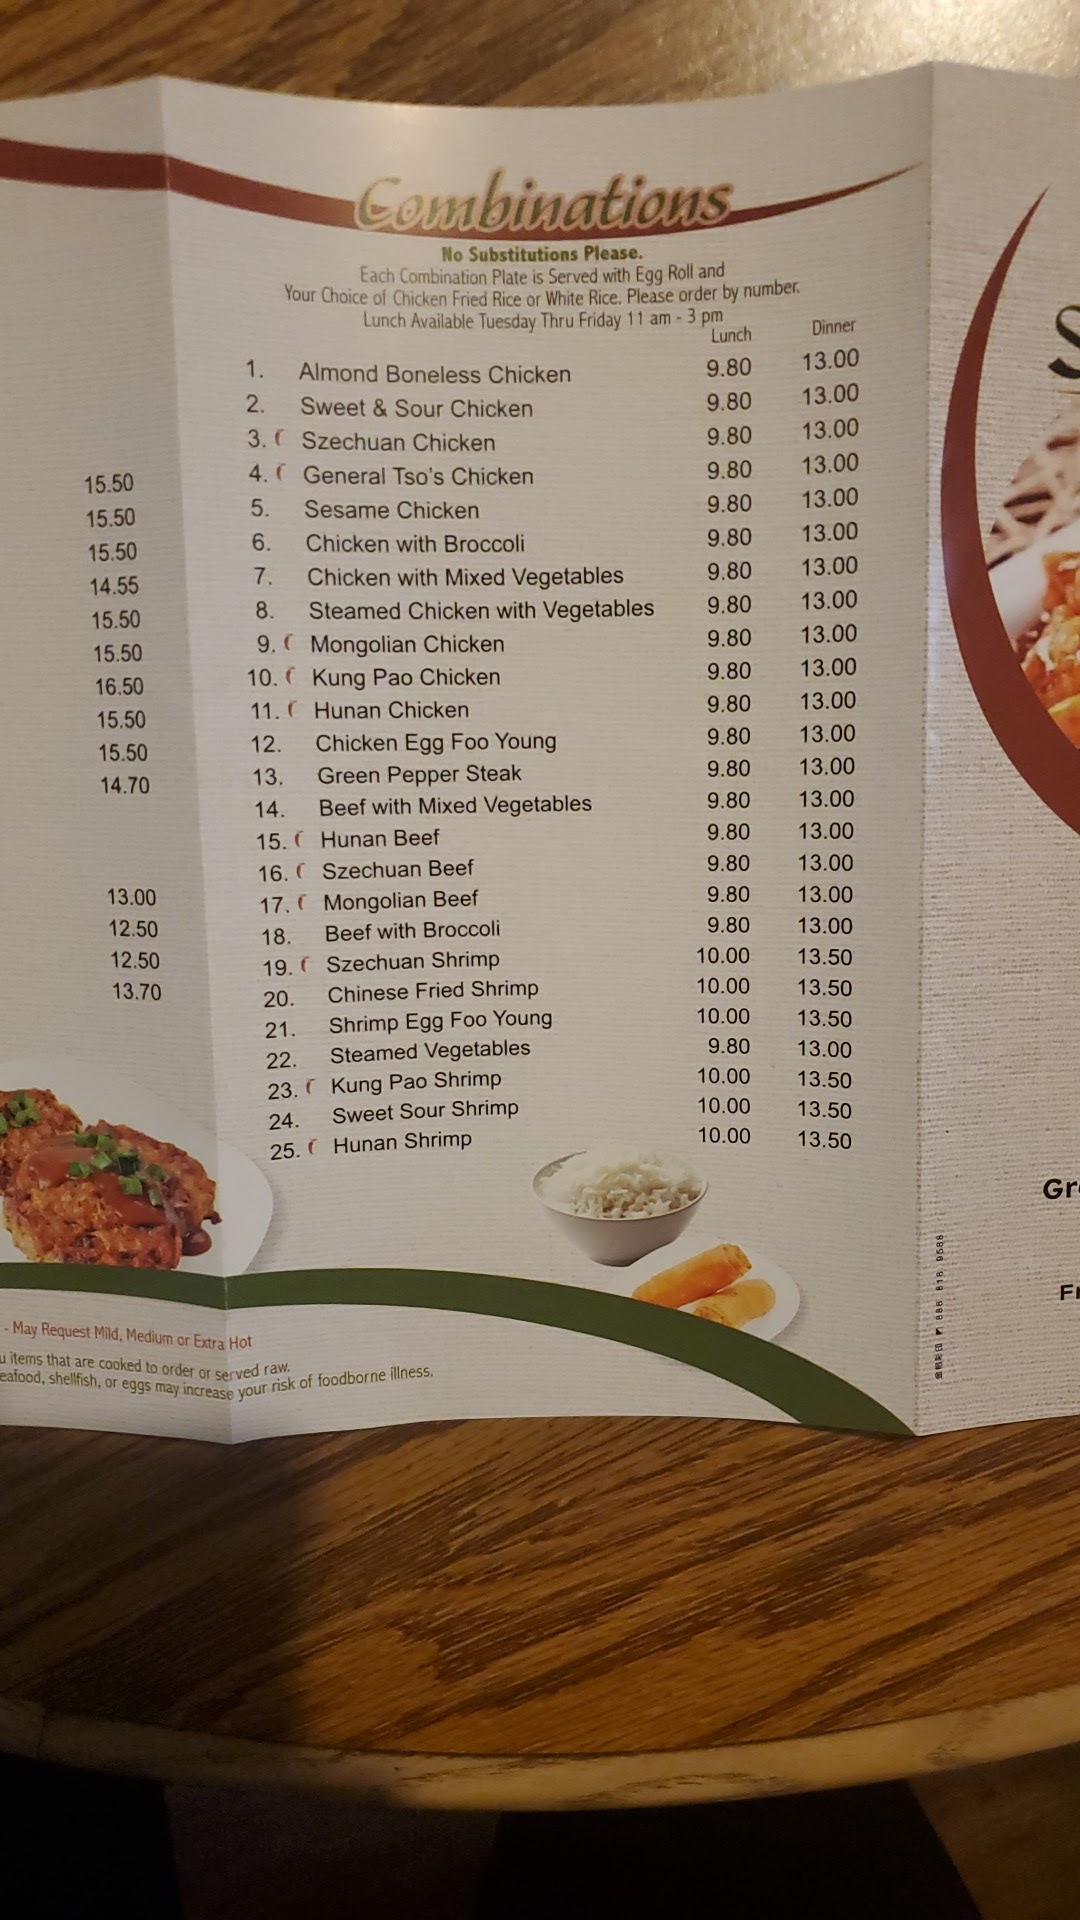 Combinations
No Substitutions Please.
Each Combination Plate is Served with Egg Roll and
Your Choice of Chicken Fried Rice or White Rice. Please order by number.
Lunch Available Tuesday Thru Friday 11 am - 3 pm
Lunch Dinner
1. Almond Boneless Chicken 9.80 13.00
2. Sweet & Sour Chicken 9.80 13.00
3. Szechuan Chicken 9.80 13.00
4. General Tso's Chicken 9.80 13.00
5. Sesame Chicken 9.80 13.00
6. Chicken with Broccoli 9.80 13.00
7. Chicken with Mixed Vegetables 9.80 13.00
8. Steamed Chicken with Vegetables 9.80 13.00
9. Mongolian Chicken 9.80 13.00
10. Kung Pao Chicken 9.80 13.00
11. Hunan Chicken 9.80 13.00
12. Chicken Egg Foo Young 9.80 13.00
13. Green Pepper Steak 9.80 13.00
14. Beef with Mixed Vegetables 9.80 13.00
15. Hunan Beef 9.80 13.00
16. Szechuan Beef 9.80 13.00
17. Mongolian Beef 9.80 13.00
18. Beef with Broccoli 9.80 13.00
19. Szechuan Shrimp 10.00 13.50
20. Chinese Fried Shrimp 10.00 13.50
21. Shrimp Egg Foo Young 10.00 13.50
22. Steamed Vegetables 9.80 13.00
23. Kung Pao Shrimp 10.00 13.50
24. Sweet Sour Shrimp 10.00 13.50
25. Hunan Shrimp 10.00 13.50
15.50
15.50
15.50
14.55
15.50
15.50
16.50
15.50
15.50
14.70
13.00
12.50
12.50
13.70
- May Request Mild, Medium or Extra Hot
u items that are cooked to order or served raw.
eafood, shellfish, or eggs may increase your risk of foodborne illness.
S
Gr
Fr
888 . 818 . 9588